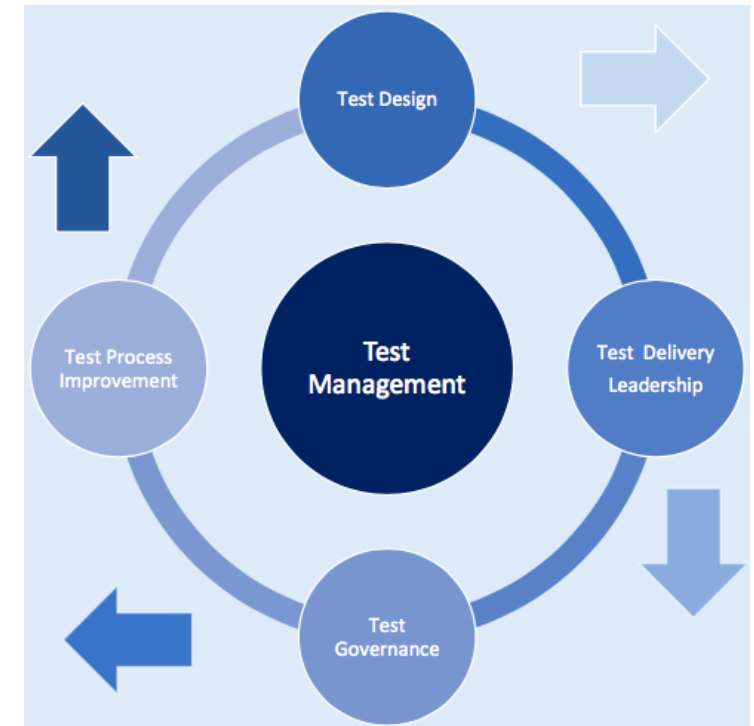 Test Design
Test Process
Improvement
Test
Management
Test Delivery
Leadership
Test
Governance